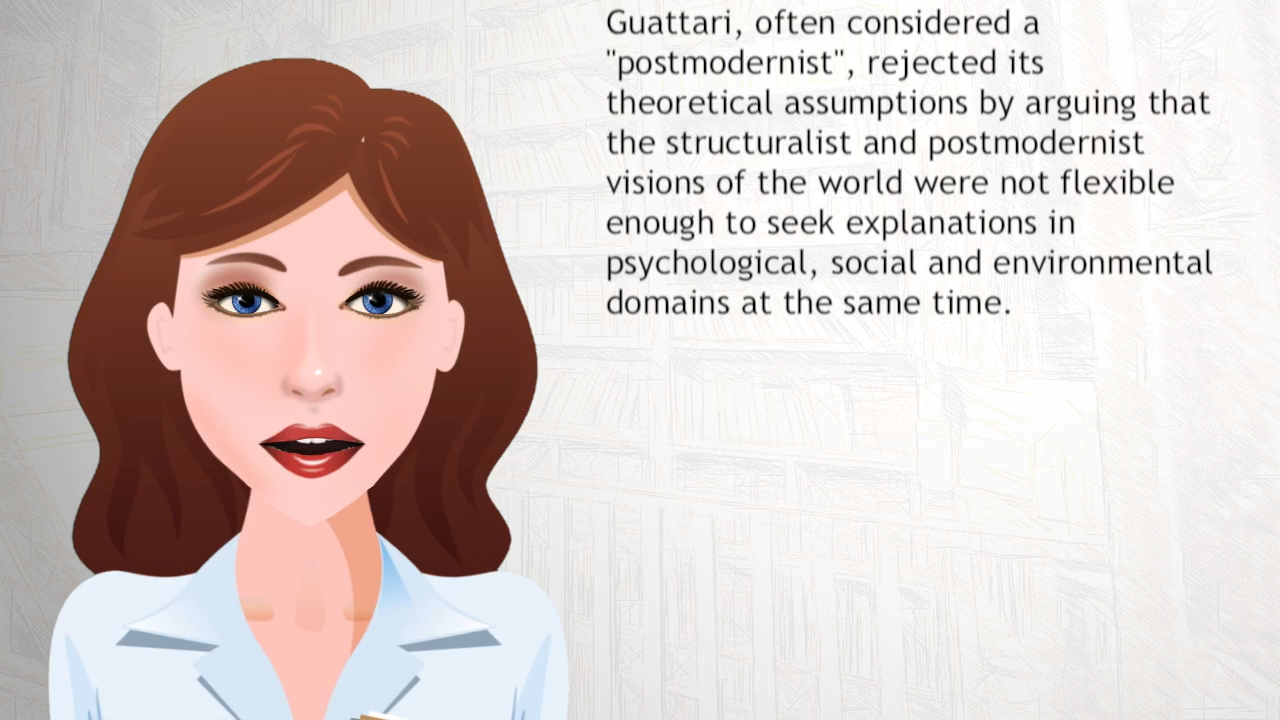 Guattari, often considered a
"postmodernist", rejected its
theoretical assumptions by arguing that
the structuralist and postmodernist
visions of the world were not flexible
enough to seek explanations in
psychological, social and environmental
domains at the same time.